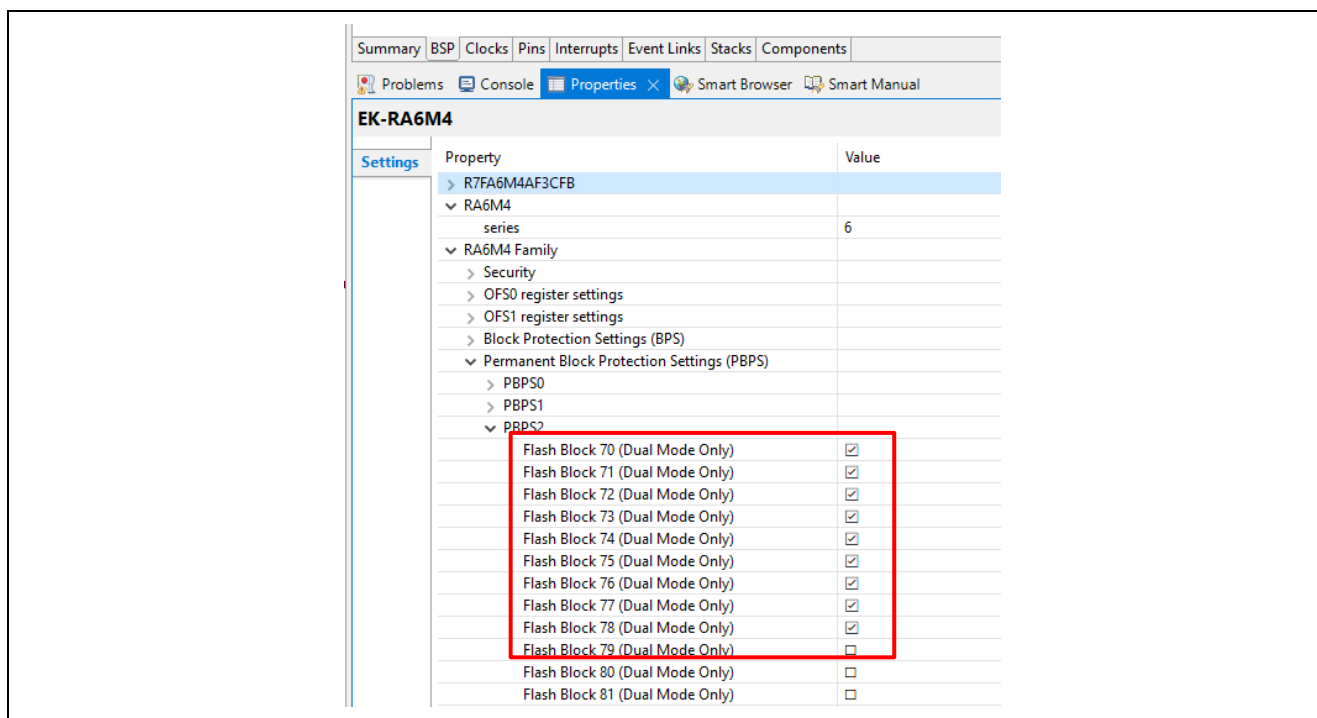 Summary BSP Clocks Pins Interrupts Event Links Stacks Components
Problems Console Properties Smart Browser Smart Manual
EK-RA6M4
Settings Property Value
R7FA6M4AF3CFB
RA6M4
series 6
RA6M4 Family
Security
OFS0 register settings
OFS1 register settings
Block Protection Settings (BPS)
Permanent Block Protection Settings (PBPS)
PBPS0
PBPS1
PBPS2
Flash Block 70 (Dual Mode Only)
Flash Block 71 (Dual Mode Only)
Flash Block 72 (Dual Mode Only)
Flash Block 73 (Dual Mode Only)
Flash Block 74 (Dual Mode Only)
Flash Block 75 (Dual Mode Only)
Flash Block 76 (Dual Mode Only)
Flash Block 77 (Dual Mode Only)
Flash Block 78 (Dual Mode Only)
Flash Block 79 (Dual Mode Only)
Flash Block 80 (Dual Mode Only)
Flash Block 81 (Dual Mode Only)